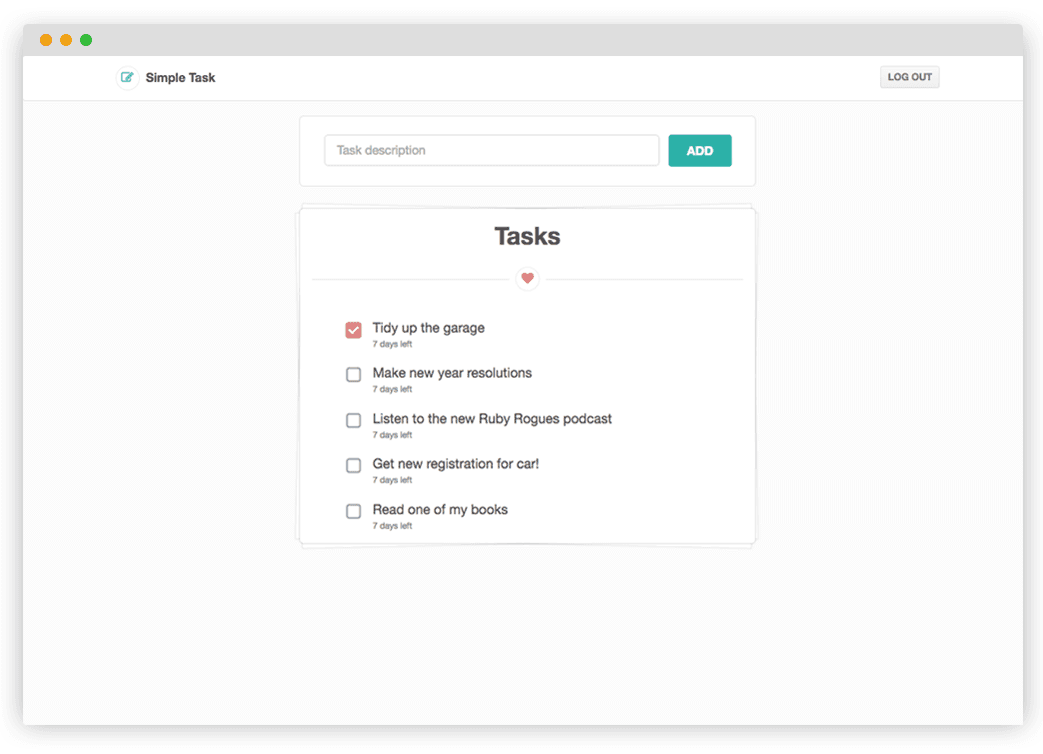 Simple Task
LOG OUT
Task description
ADD
Tasks
Tidy up the garage
7 days left
Make new year resolutions
7 days left
Listen to the new Ruby Rogues podcast
7 days left
Get new registration for car!
7 days left
Read one of my books
7 days left